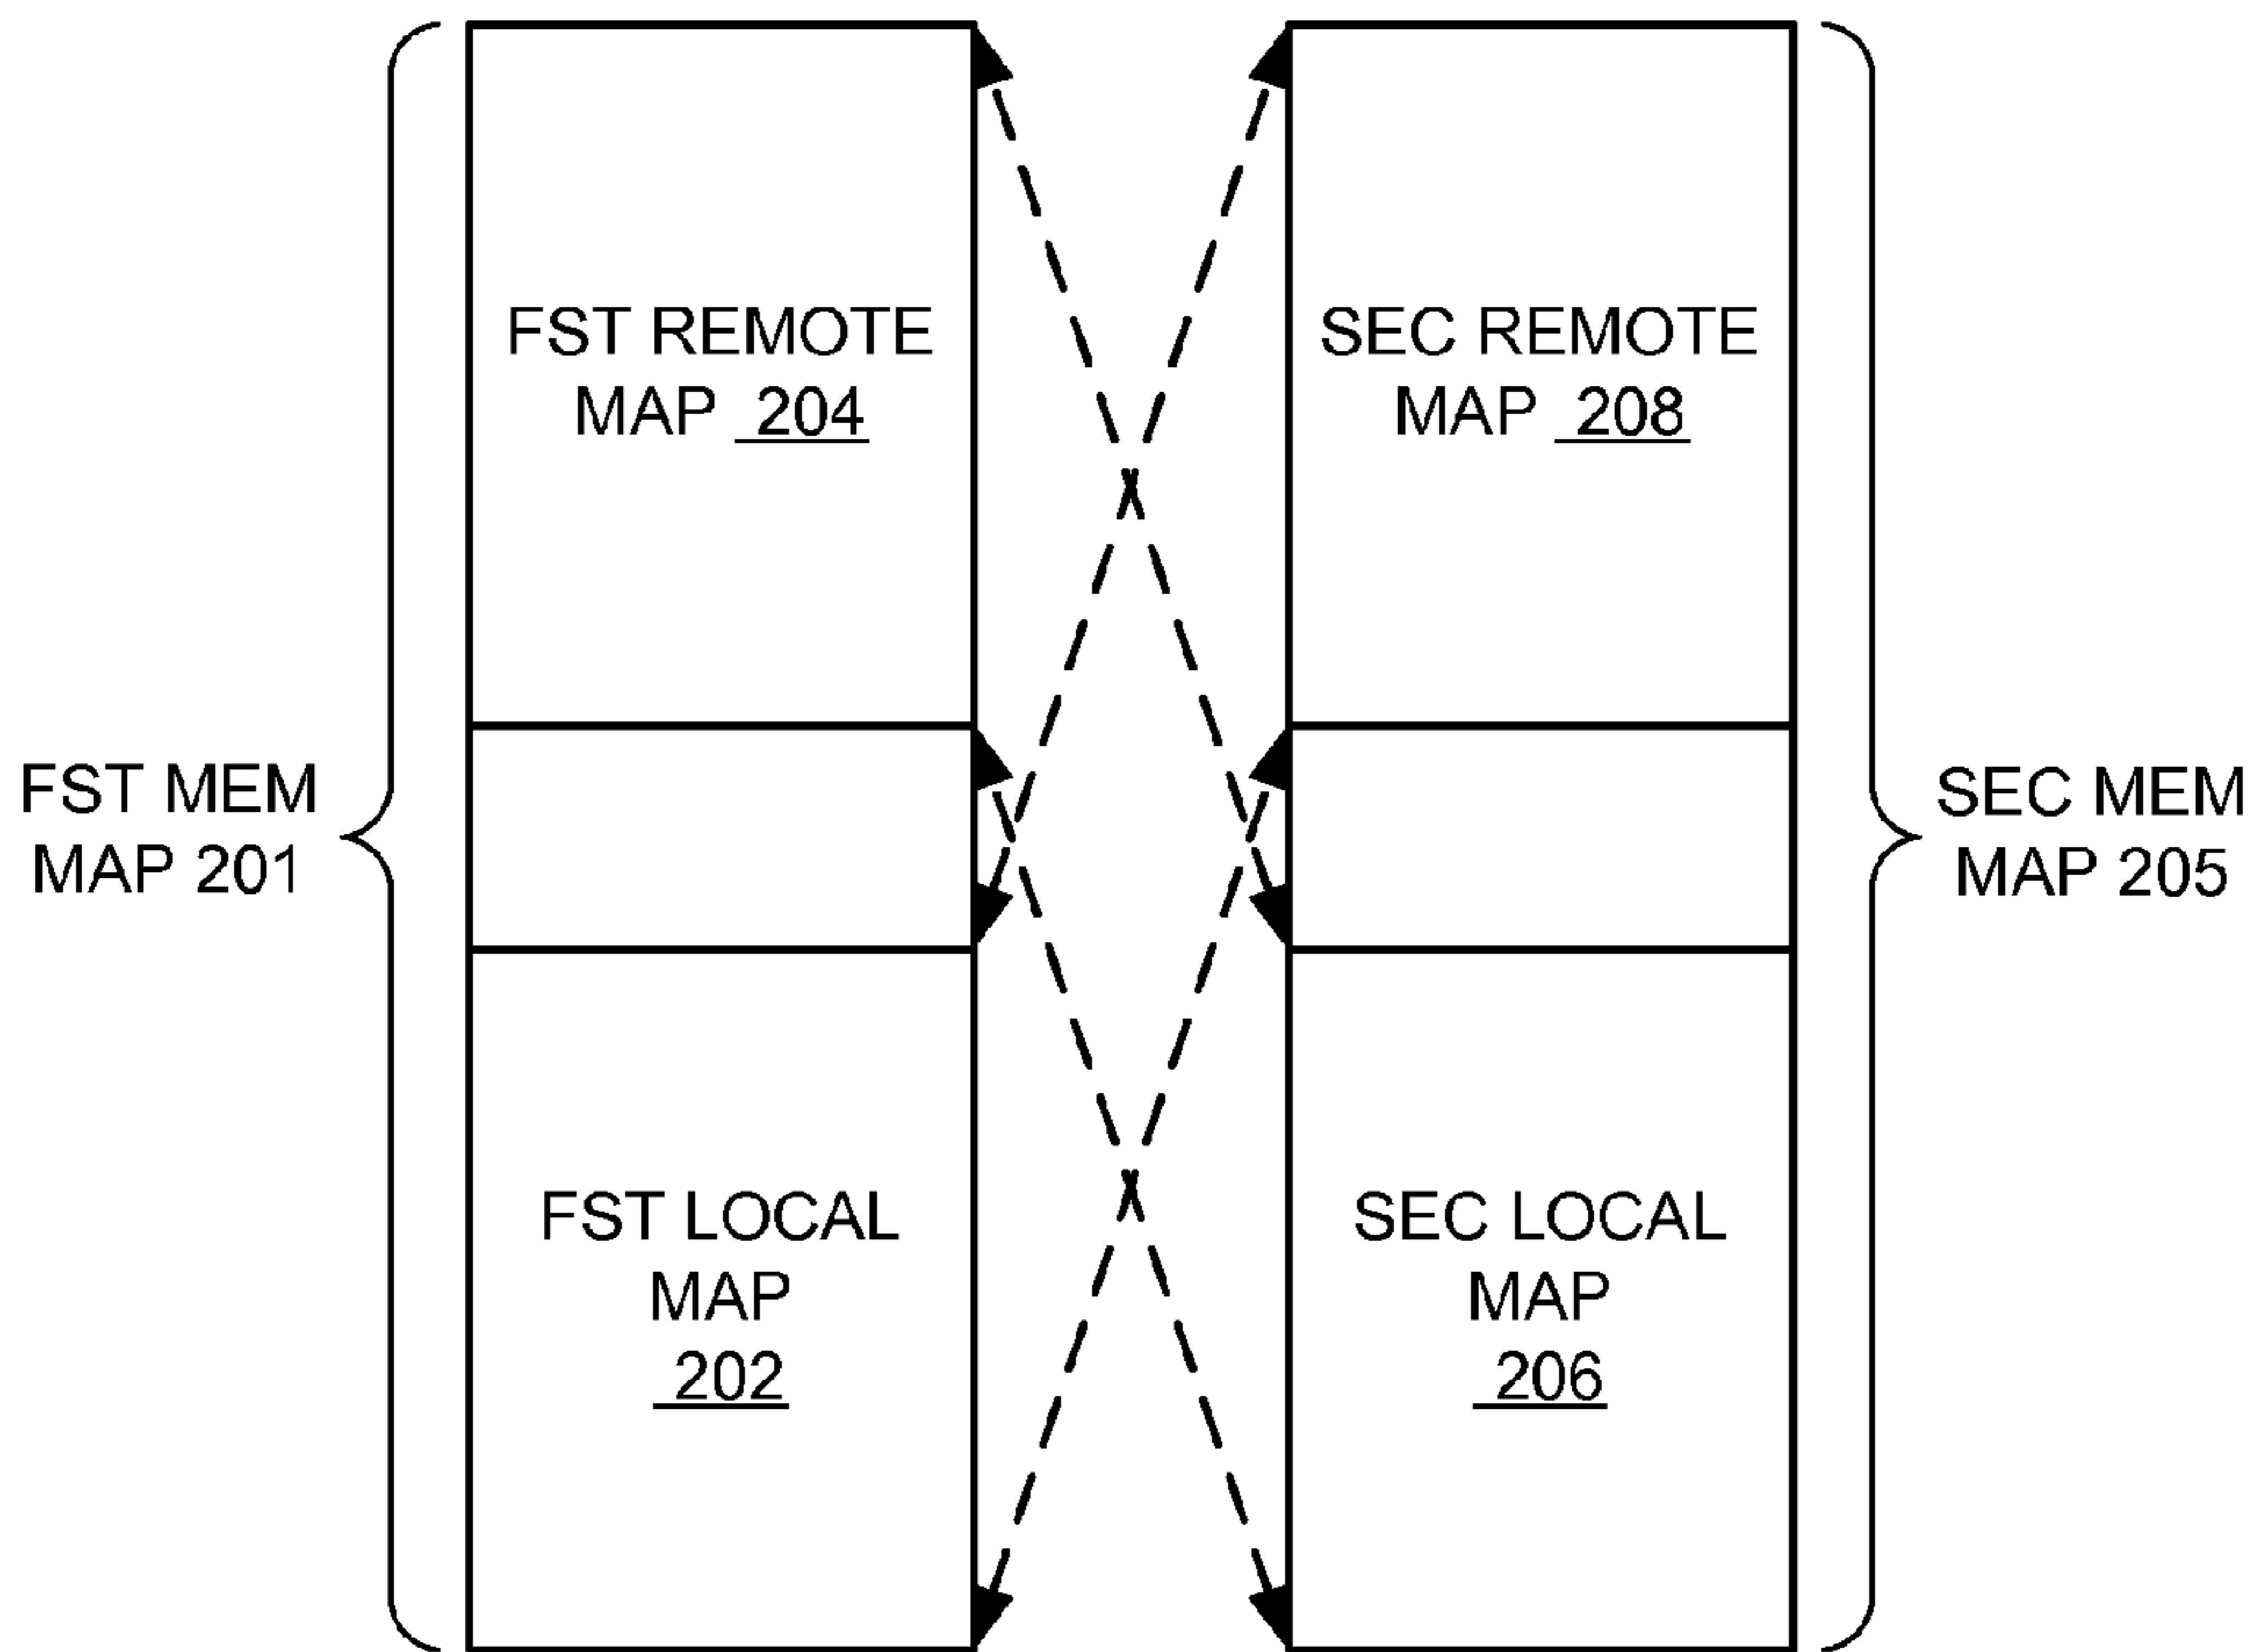 FST REMOTE
MAP 204
SEC REMOTE
MAP 208
FST MEM
MAP 201
SEC MEM
MAP 205
FST LOCAL
MAP
202
SEC LOCAL
MAP
206